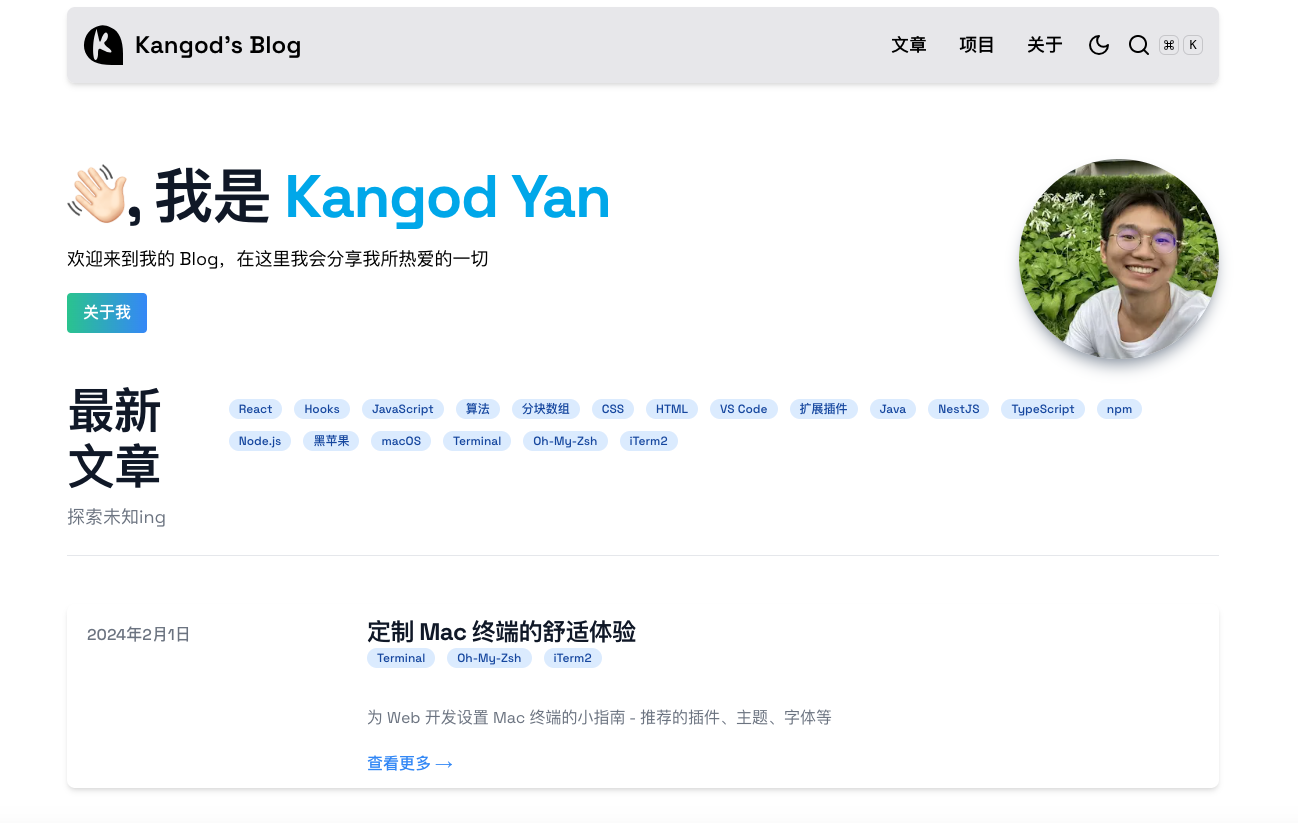 Kangod's Blog 文章 项目 关于 ⌘ K
👋🏻, 我是 Kangod Yan
欢迎来到我的 Blog，在这里我会分享我所热爱的一切
关于我
最新
文章
探索未知ing
React Hooks JavaScript 算法 分块数组 CSS HTML VS Code 扩展插件 Java NestJS TypeScript npm
Node.js 黑苹果 macOS Terminal Oh-My-Zsh iTerm2
2024年2月1日
定制 Mac 终端的舒适体验
Terminal Oh-My-Zsh iTerm2
为 Web 开发设置 Mac 终端的小指南 - 推荐的插件、主题、字体等
查看更多 →